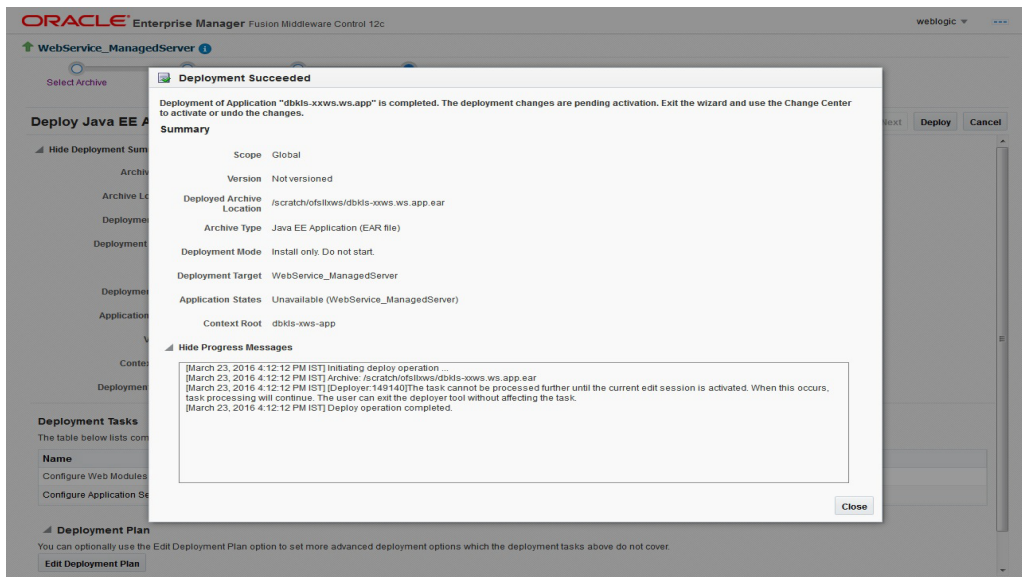 ORACLE Enterprise Manager Fusion Middleware Control 12c
weblogic
WebService_ManagedServer
Select Archive
Deploy Java EE A
Next
Deploy
Cancel
Hide Deployment Sum
Archiv
Archive Lo
Deployme
Deployment
Deployme
Application
V
Contex
Deploymen
Deployment Succeeded
Deployment of Application "dbkls-xxws.ws.app" is completed. The deployment changes are pending activation. Exit the wizard and use the Change Center
to activate or undo the changes.
Summary
Scope Global
Version Not versioned
Deployed Archive
Location /scratch/ofsllxws/dbkls-xxws.ws.app.ear
Archive Type Java EE Application (EAR file)
Deployment Mode Install only. Do not start.
Deployment Target WebService_ManagedServer
Application States Unavailable (WebService_ManagedServer)
Context Root dbkls-xws-app
Hide Progress Messages
[March 23, 2016 4:12:12 PM IST] Initiating deploy operation ...
[March 23, 2016 4:12:12 PM IST] Archive: /scratch/ofsllxws/dbkls-xxws.ws.app.ear
[March 23, 2016 4:12:12 PM IST] [Deployer:149140]The task cannot be processed further until the current edit session is activated. When this occurs,
task processing will continue. The user can exit the deployer tool without affecting the task.
[March 23, 2016 4:12:12 PM IST] Deploy operation completed.
Close
Deployment Tasks
The table below lists com
Name
Configure Web Modules
Configure Application Se
Deployment Plan
You can optionally use the Edit Deployment Plan option to set more advanced deployment options which the deployment tasks above do not cover.
Edit Deployment Plan